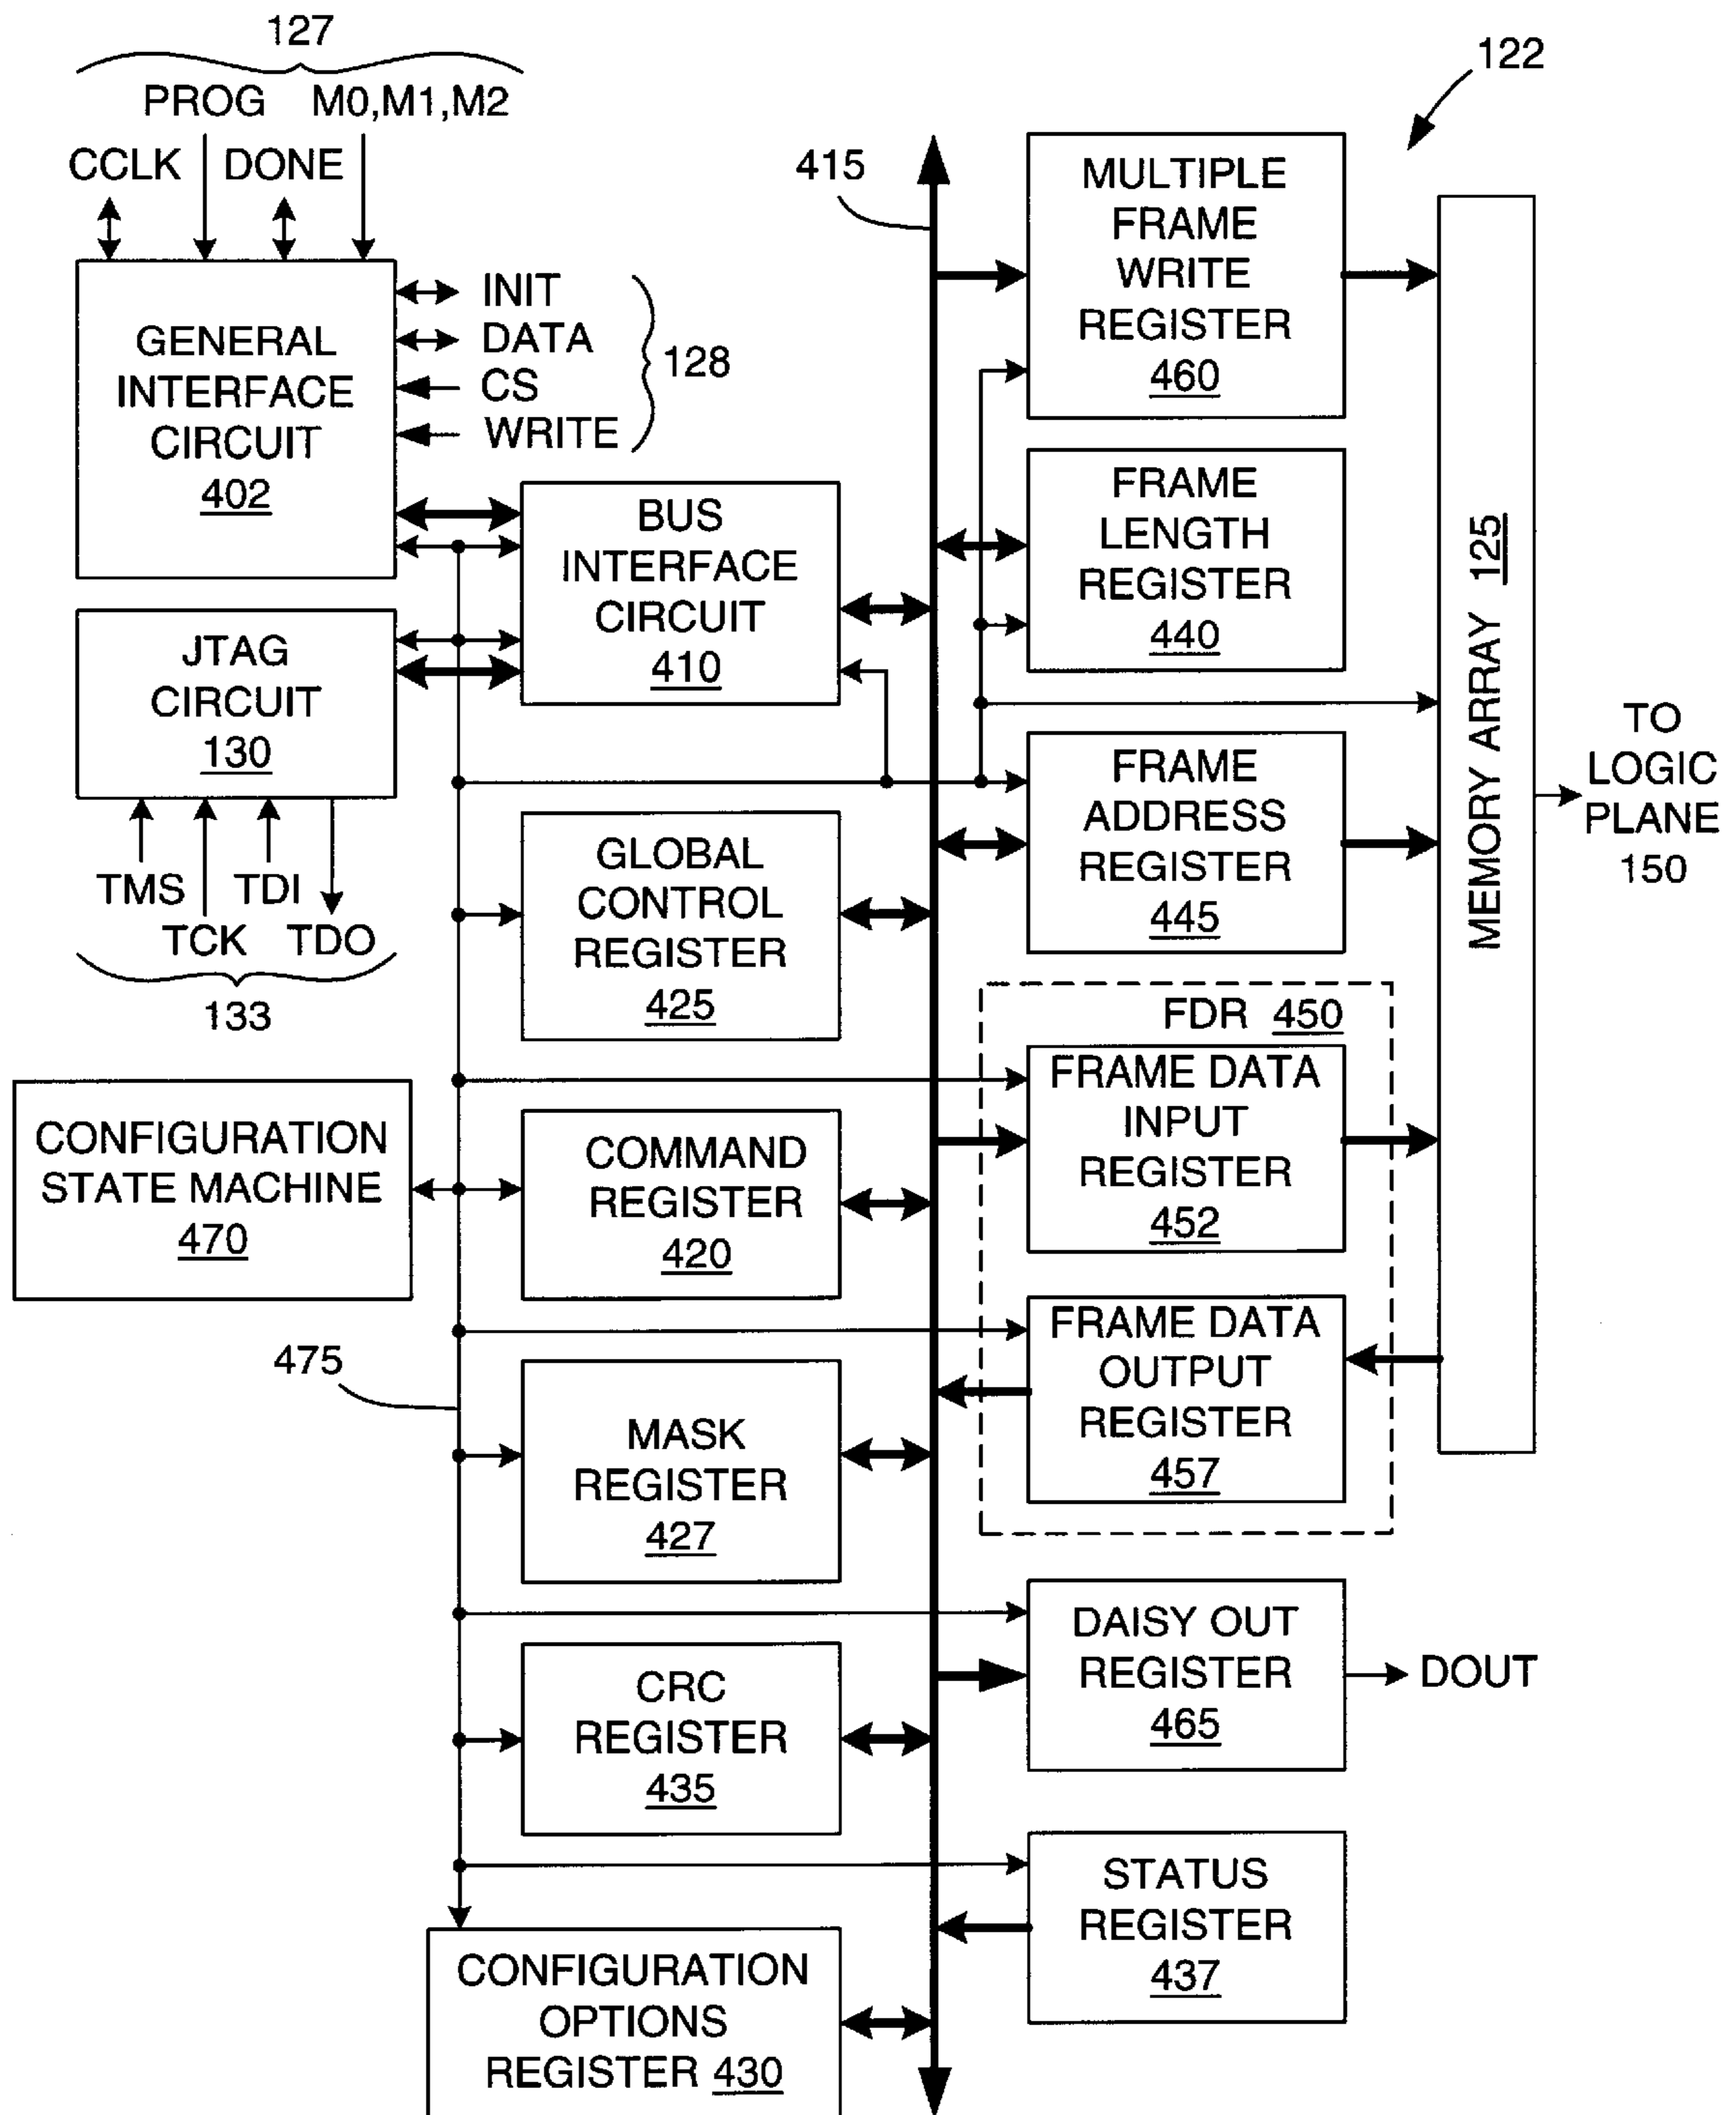 127
PROG M0,M1,M2
CCLK DONE
122
415
GENERAL
INTERFACE
CIRCUIT
402
INIT
DATA
CS
WRITE
128
MULTIPLE
FRAME
WRITE
REGISTER
460
BUS
INTERFACE
CIRCUIT
410
FRAME
LENGTH
REGISTER
440
MEMORY ARRAY 125
JTAG
CIRCUIT
130
TMS TDI
TCK TDO
133
FRAME
ADDRESS
REGISTER
445
TO
LOGIC
PLANE
150
GLOBAL
CONTROL
REGISTER
425
FDR 450
FRAME DATA
INPUT
REGISTER
452
CONFIGURATION
STATE MACHINE
470
COMMAND
REGISTER
420
FRAME DATA
OUTPUT
REGISTER
457
475
MASK
REGISTER
427
DAISY OUT
REGISTER
465
DOUT
CRC
REGISTER
435
STATUS
REGISTER
437
CONFIGURATION
OPTIONS
REGISTER 430